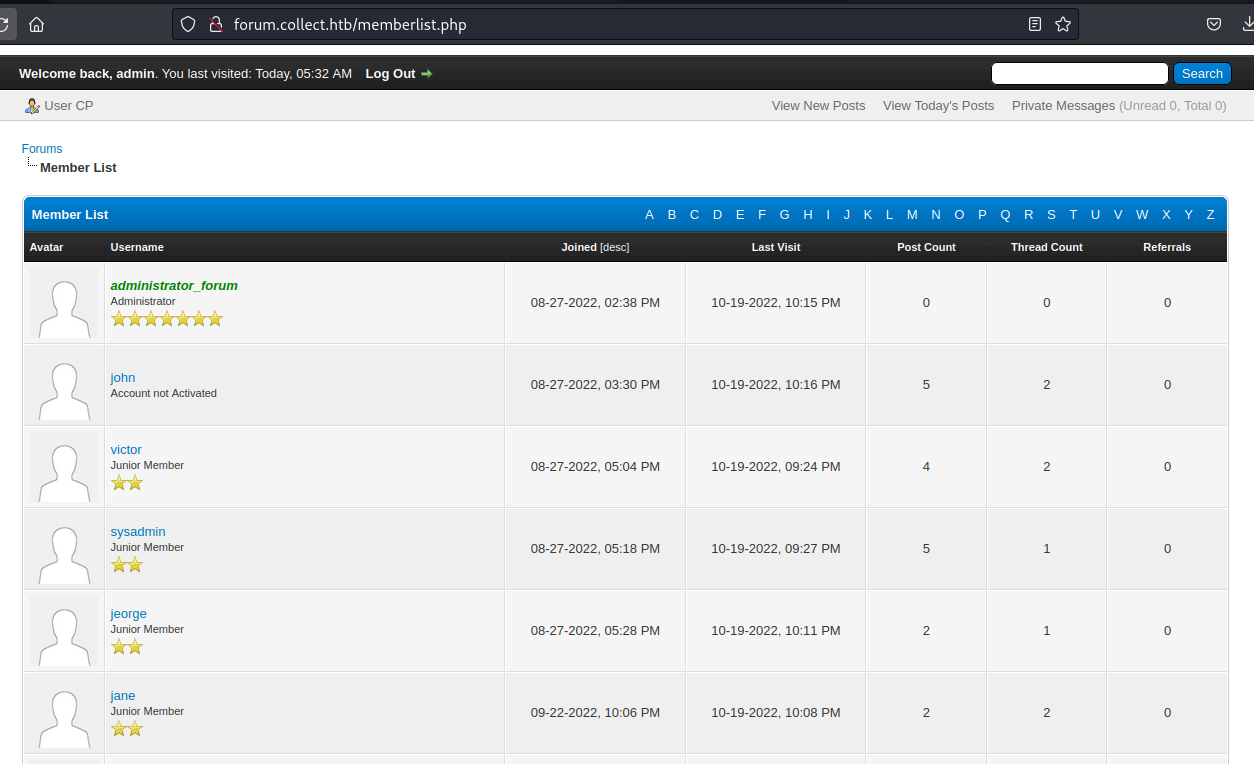 forum.collect.htb/memberlist.php
Welcome back, admin. You last visited: Today, 05:32 AM Log Out
Search
User CP
View New Posts View Today's Posts Private Messages (Unread 0, Total 0)
Forums
Member List
Member List A B C D E F G H I J K L M N O P Q R S T U V W X Y Z
Avatar Username Joined [desc] Last Visit Post Count Thread Count Referrals
administrator_forum
Administrator
08-27-2022, 02:38 PM 10-19-2022, 10:15 PM 0 0 0
john
Account not Activated
08-27-2022, 03:30 PM 10-19-2022, 10:16 PM 5 2 0
victor
Junior Member
08-27-2022, 05:04 PM 10-19-2022, 09:24 PM 4 2 0
sysadmin
Junior Member
08-27-2022, 05:18 PM 10-19-2022, 09:27 PM 5 1 0
jeorge
Junior Member
08-27-2022, 05:28 PM 10-19-2022, 10:11 PM 2 1 0
jane
Junior Member
09-22-2022, 10:06 PM 10-19-2022, 10:08 PM 2 2 0